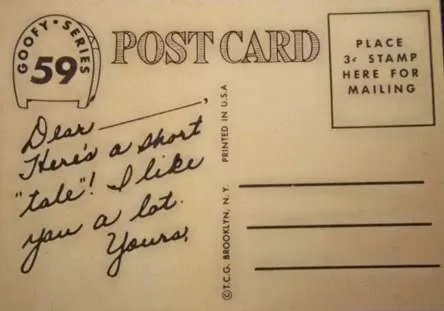 GOOFY • SERIES
59
POST CARD
PLACE
3¢ STAMP
HERE FOR
MAILING
Dear ________,
Here's a short
"tale"! I like
you a lot.
Yours,
©T.C.G. BROOKLYN, N. Y. PRINTED IN U.S.A